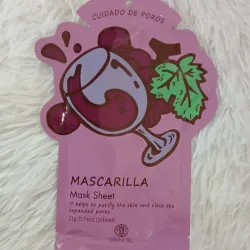 CUIDADO DE POROS
MASCARILLA
Mask Sheet
It helps to purify the skin and close the
expanded pores.